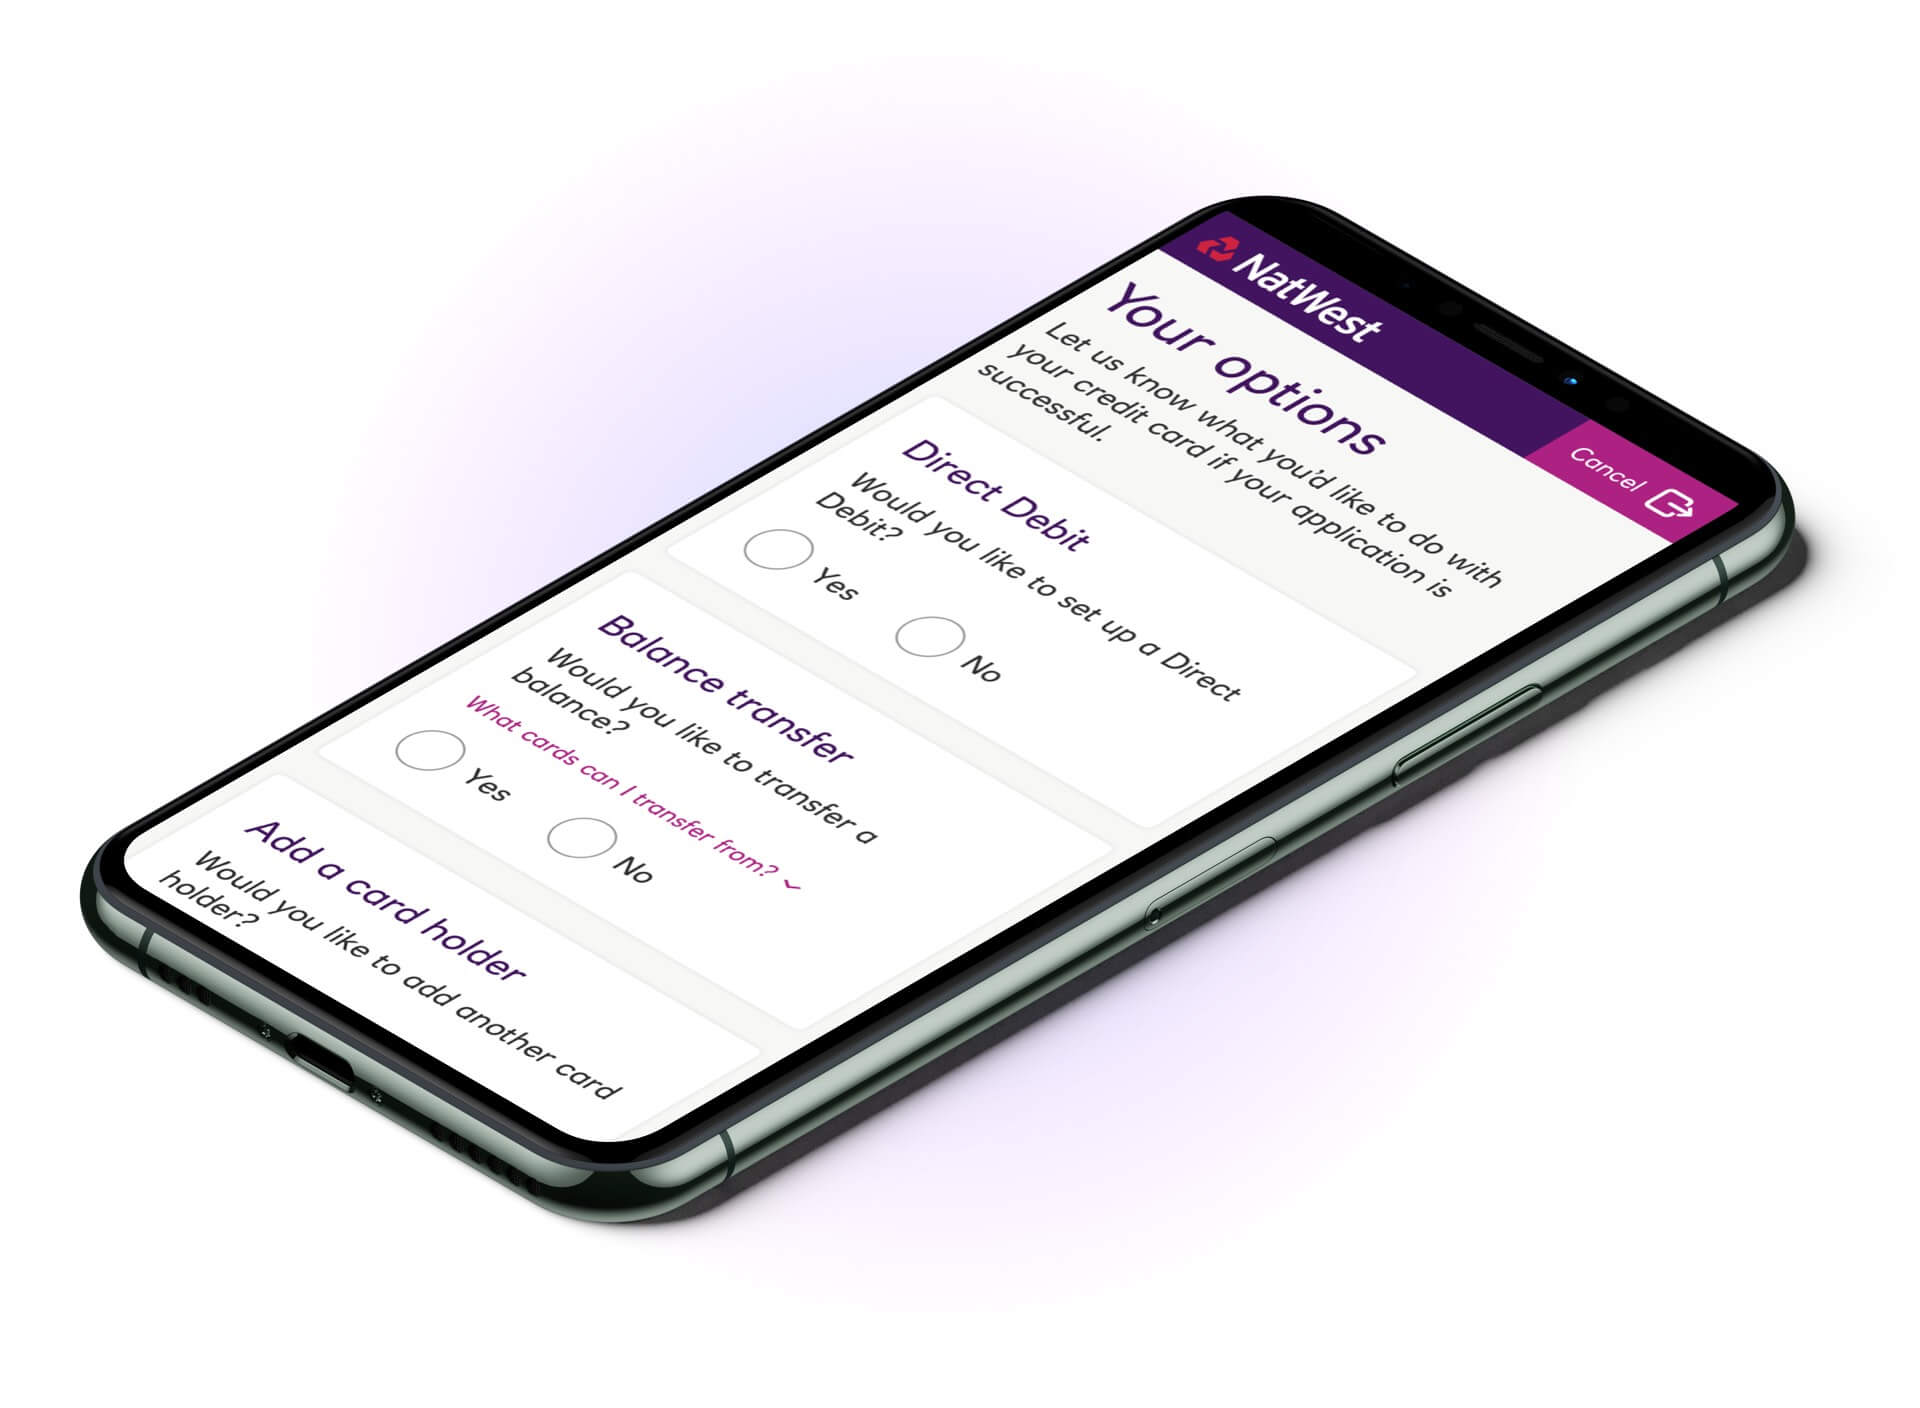 NatWest
Cancel
Your options
Let us know what you'd like to do with
your credit card if your application is
successful.
Direct Debit
Would you like to set up a Direct
Debit?
Yes
No
Balance transfer
Would you like to transfer a
balance?
What cards can I transfer from?
Yes
No
Add a card holder
Would you like to add another card
holder?